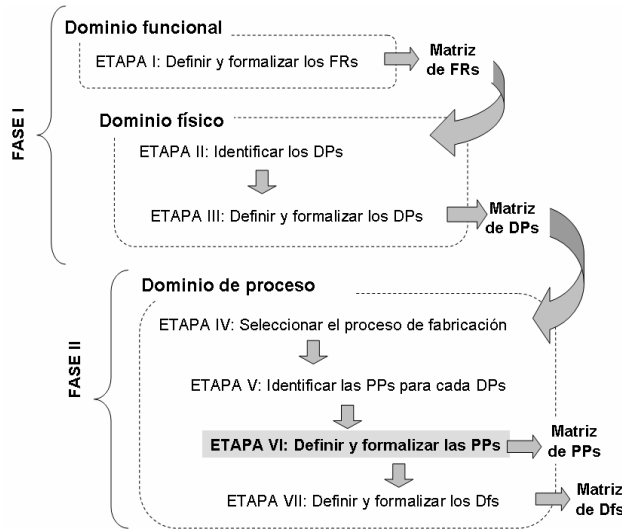 Dominio funcional
ETAPA I: Definir y formalizar los FRs
Matriz
de FRs
FASE I
Dominio físico
ETAPA II: Identificar los DPs
ETAPA III: Definir y formalizar los DPs
Matriz
de DPs
Dominio de proceso
ETAPA IV: Seleccionar el proceso de fabricación
FASE II
ETAPA V: Identificar las PPs para cada DPs
ETAPA VI: Definir y formalizar las PPs
Matriz
de PPs
ETAPA VII: Definir y formalizar los Dfs
Matriz
de Dfs